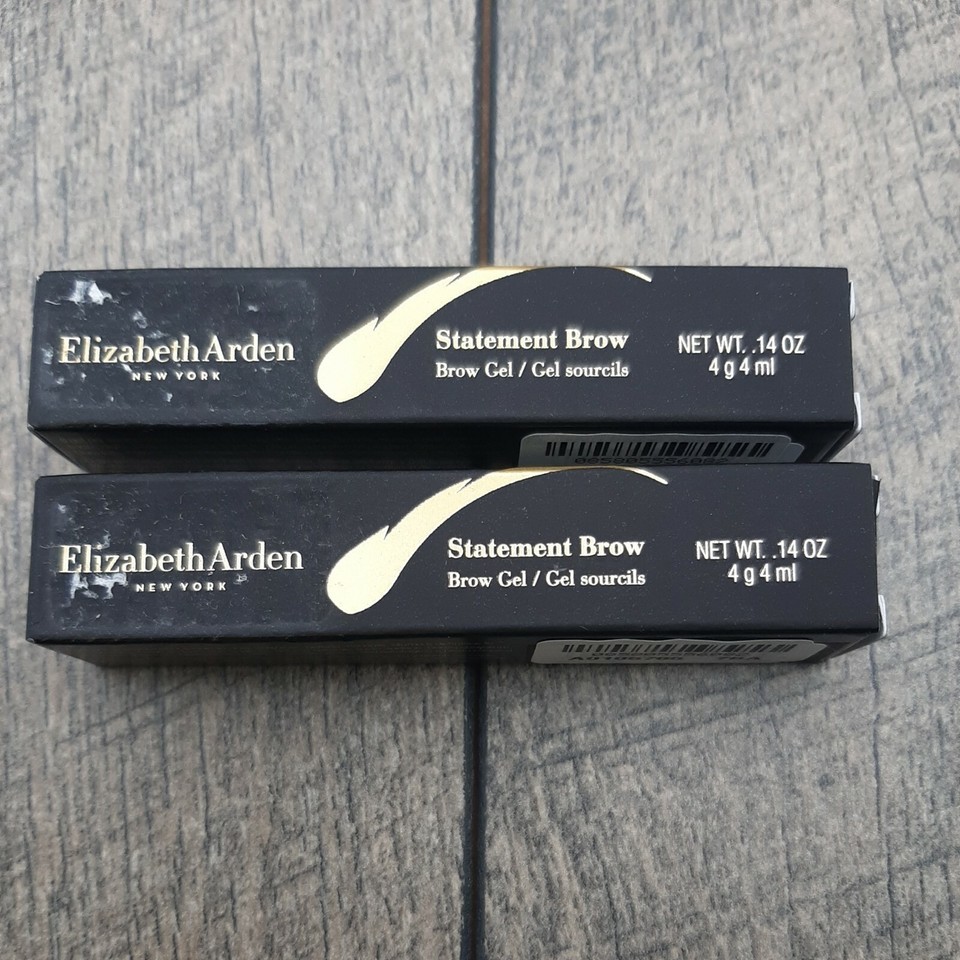 Elizabeth Arden
NEW YORK
Statement Brow
Brow Gel / Gel sourcils
NET WT. .14 OZ
4 g 4 ml
Elizabeth Arden
NEW YORK
Statement Brow
Brow Gel / Gel sourcils
NET WT. .14 OZ
4 g 4 ml